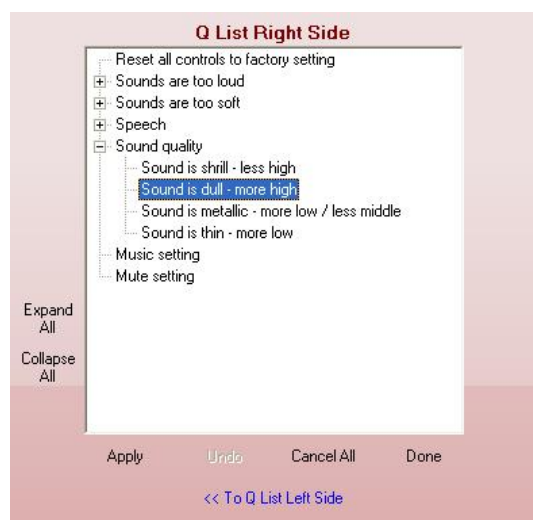 Q List Right Side
Reset all controls to factory setting
Sounds are too loud
Sounds are too soft
Speech
Sound quality
Sound is shrill - less high
Sound is dull - more high
Sound is metallic - more low / less middle
Sound is thin - more low
Music setting
Mute setting
Expand
All
Collapse
All
Apply Undo Cancel All Done
<< To Q List Left Side